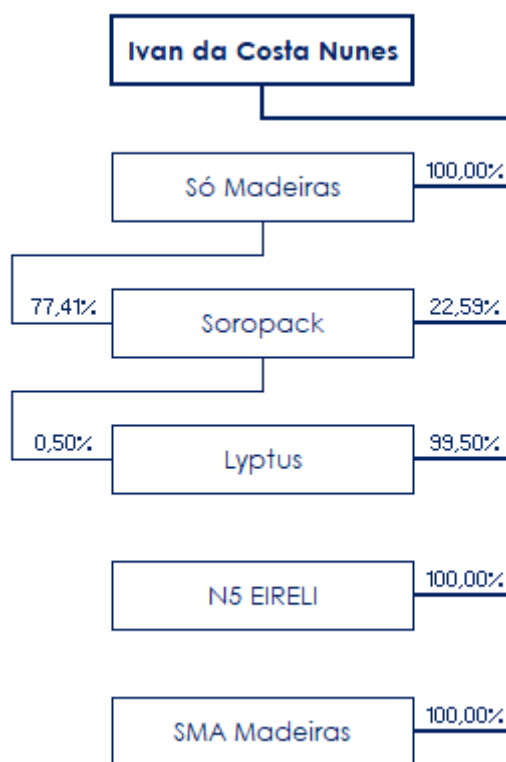 Ivan da Costa Nunes
Só Madeiras
100,00%
77,41%
Soropack
22,59%
0,50%
Lyptus
99,50%
N5 EIRELI
100,00%
SMA Madeiras
100,00%